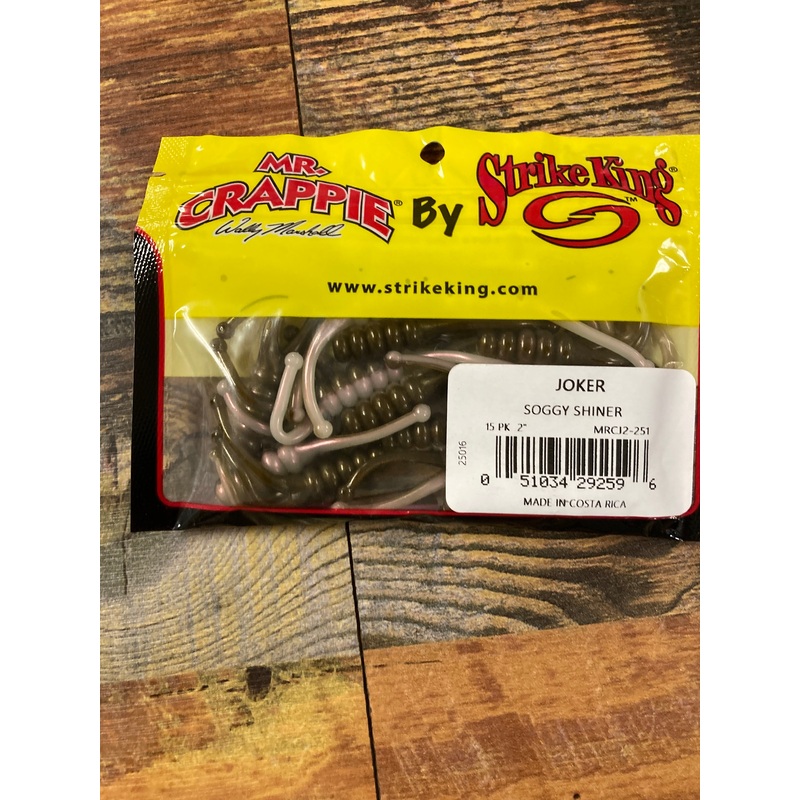 MR.
CRAPPIE®
Wally Marshall
By
Strike King®
TM
www.strikeking.com
JOKER
SOGGY SHINER
15 PK 2" MRCJ2-251
25016
0 51034 29259 6
MADE IN COSTA RICA